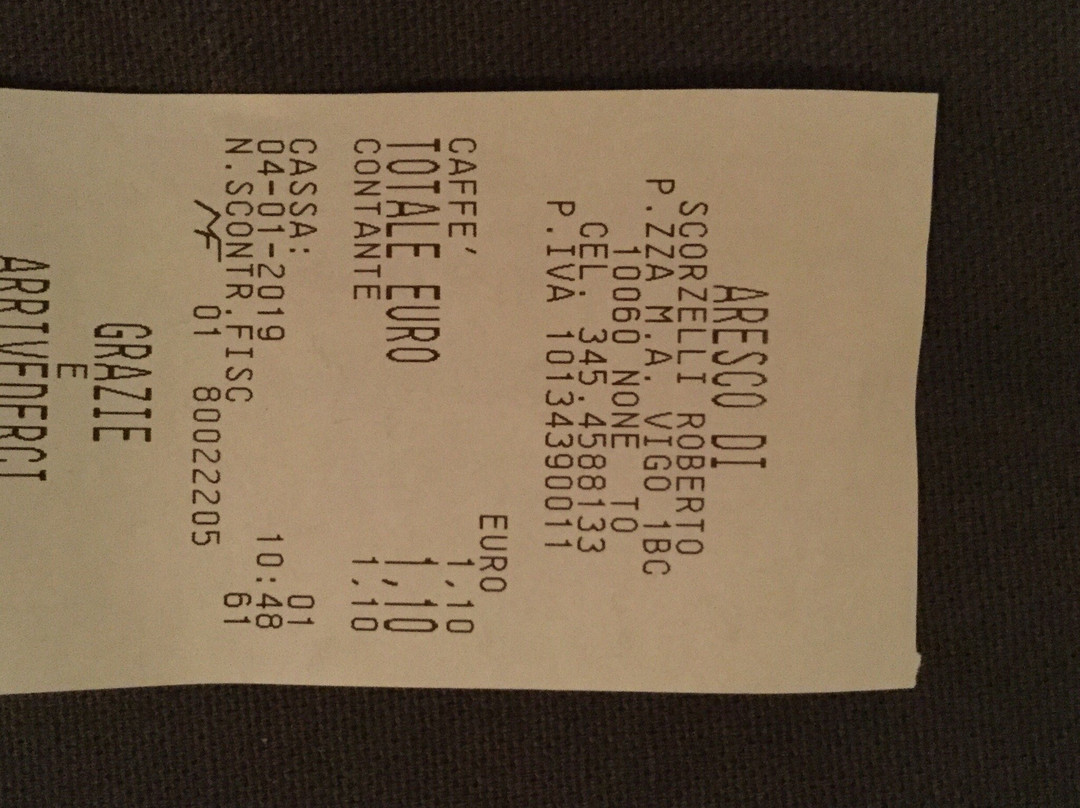 ARESCO DI
SCORZELLI ROBERTO
P.ZZA M.A. VIGO 1BC
10060 NONE TO
CEL: 345.4588133
P.IVA 10134390011
EURO
CAFFE' 1,10
TOTALE EURO 1,10
CONTANTE 1,10
CASSA: 01
04-01-2019 10:48
N.SCONTR.FISC 61
MF 01 80022205
GRAZIE
E
ARRIVEDERCI